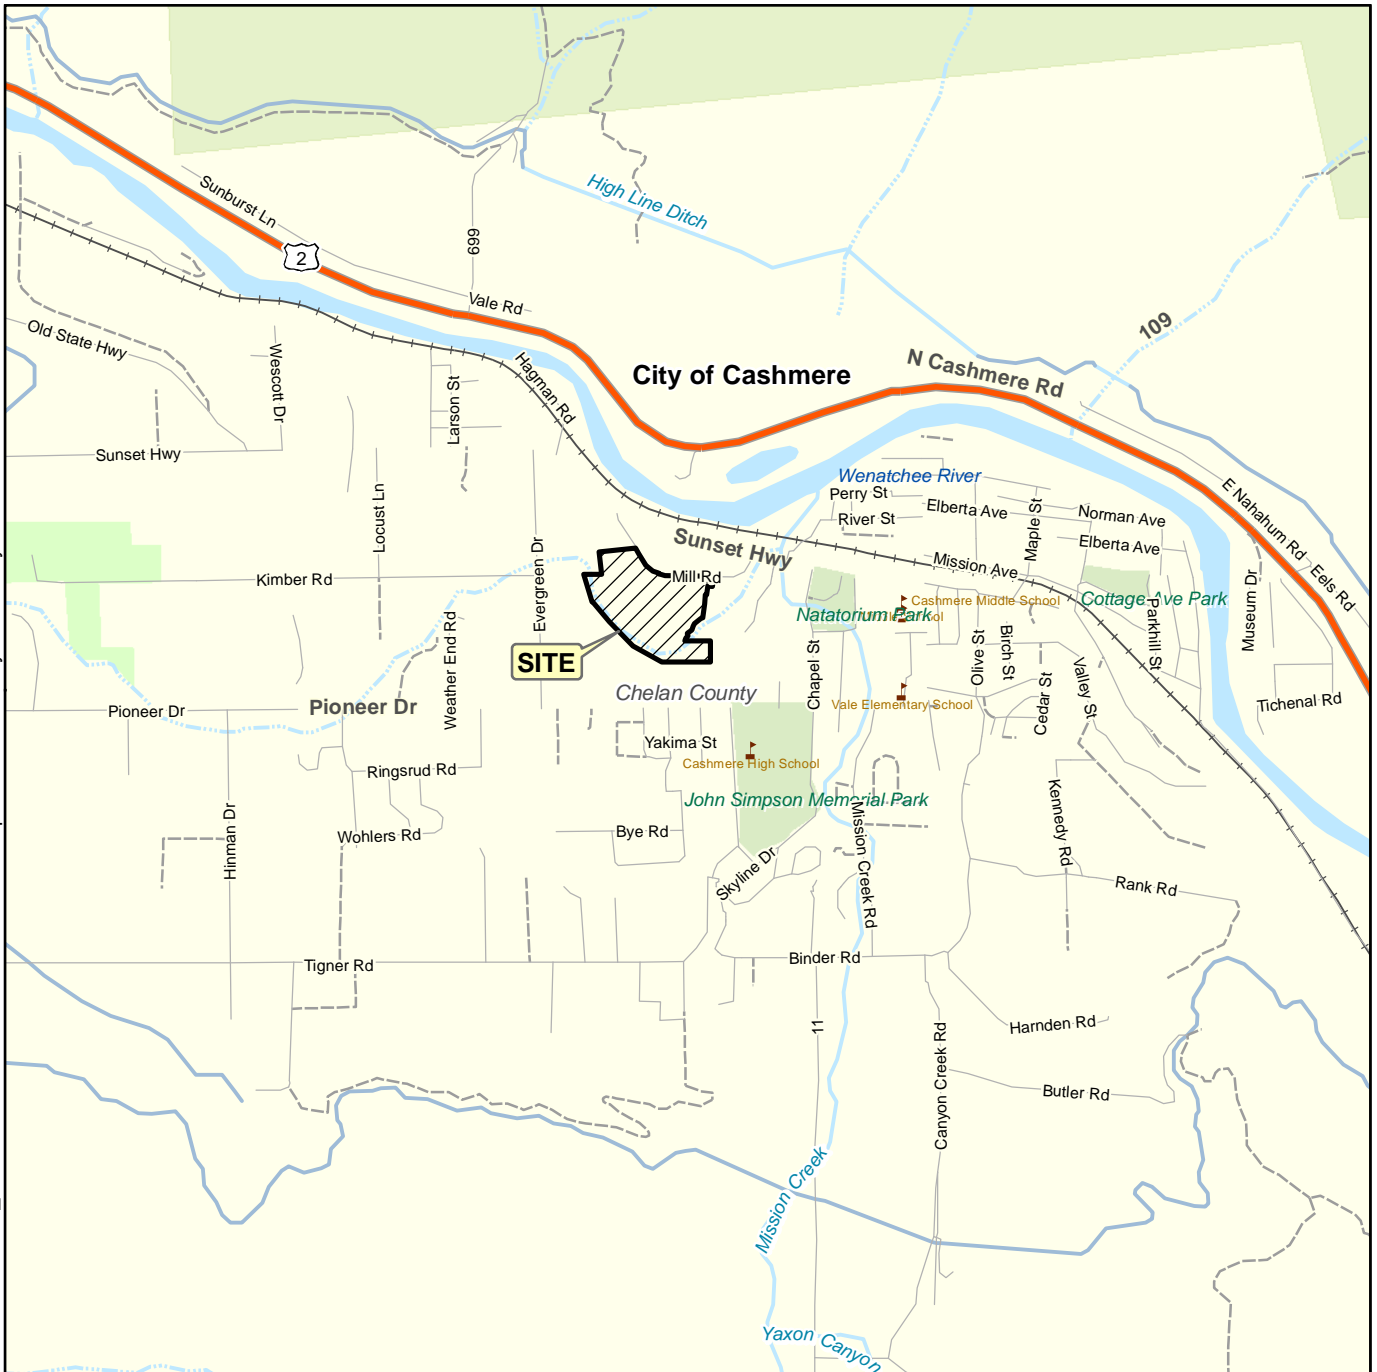 High Line Ditch
Sunburst Ln
699
2
Vale Rd
109
Old State Hwy
Wescott Dr
Larson St
Hagman Rd
City of Cashmere
N Cashmere Rd
Sunset Hwy
Locust Ln
Wenatchee River
Perry St
Elberta Ave
River St
Maple St
Norman Ave
Elberta Ave
E Nahahum Rd
Eels Rd
Museum Dr
Sunset Hwy
Mission Ave
Evergreen Dr
Kimber Rd
Mill Rd
Cashmere Middle School
Cottage Ave Park
Natatorium Park
Parkhill St
Weather End Rd
SITE
Chelan County
Chapel St
Olive St
Birch St
Cedar St
Valley St
Tichenal Rd
Pioneer Dr
Pioneer Dr
Vale Elementary School
Yakima St
Cashmere High School
Ringsrud Rd
John Simpson Memorial Park
Hinman Dr
Wohlers Rd
Bye Rd
Mission Creek Rd
Kennedy Rd
Skyline Dr
Rank Rd
Tigner Rd
Binder Rd
11
Canyon Creek Rd
Harnden Rd
Butler Rd
Mission Creek
Yaxon Canyon